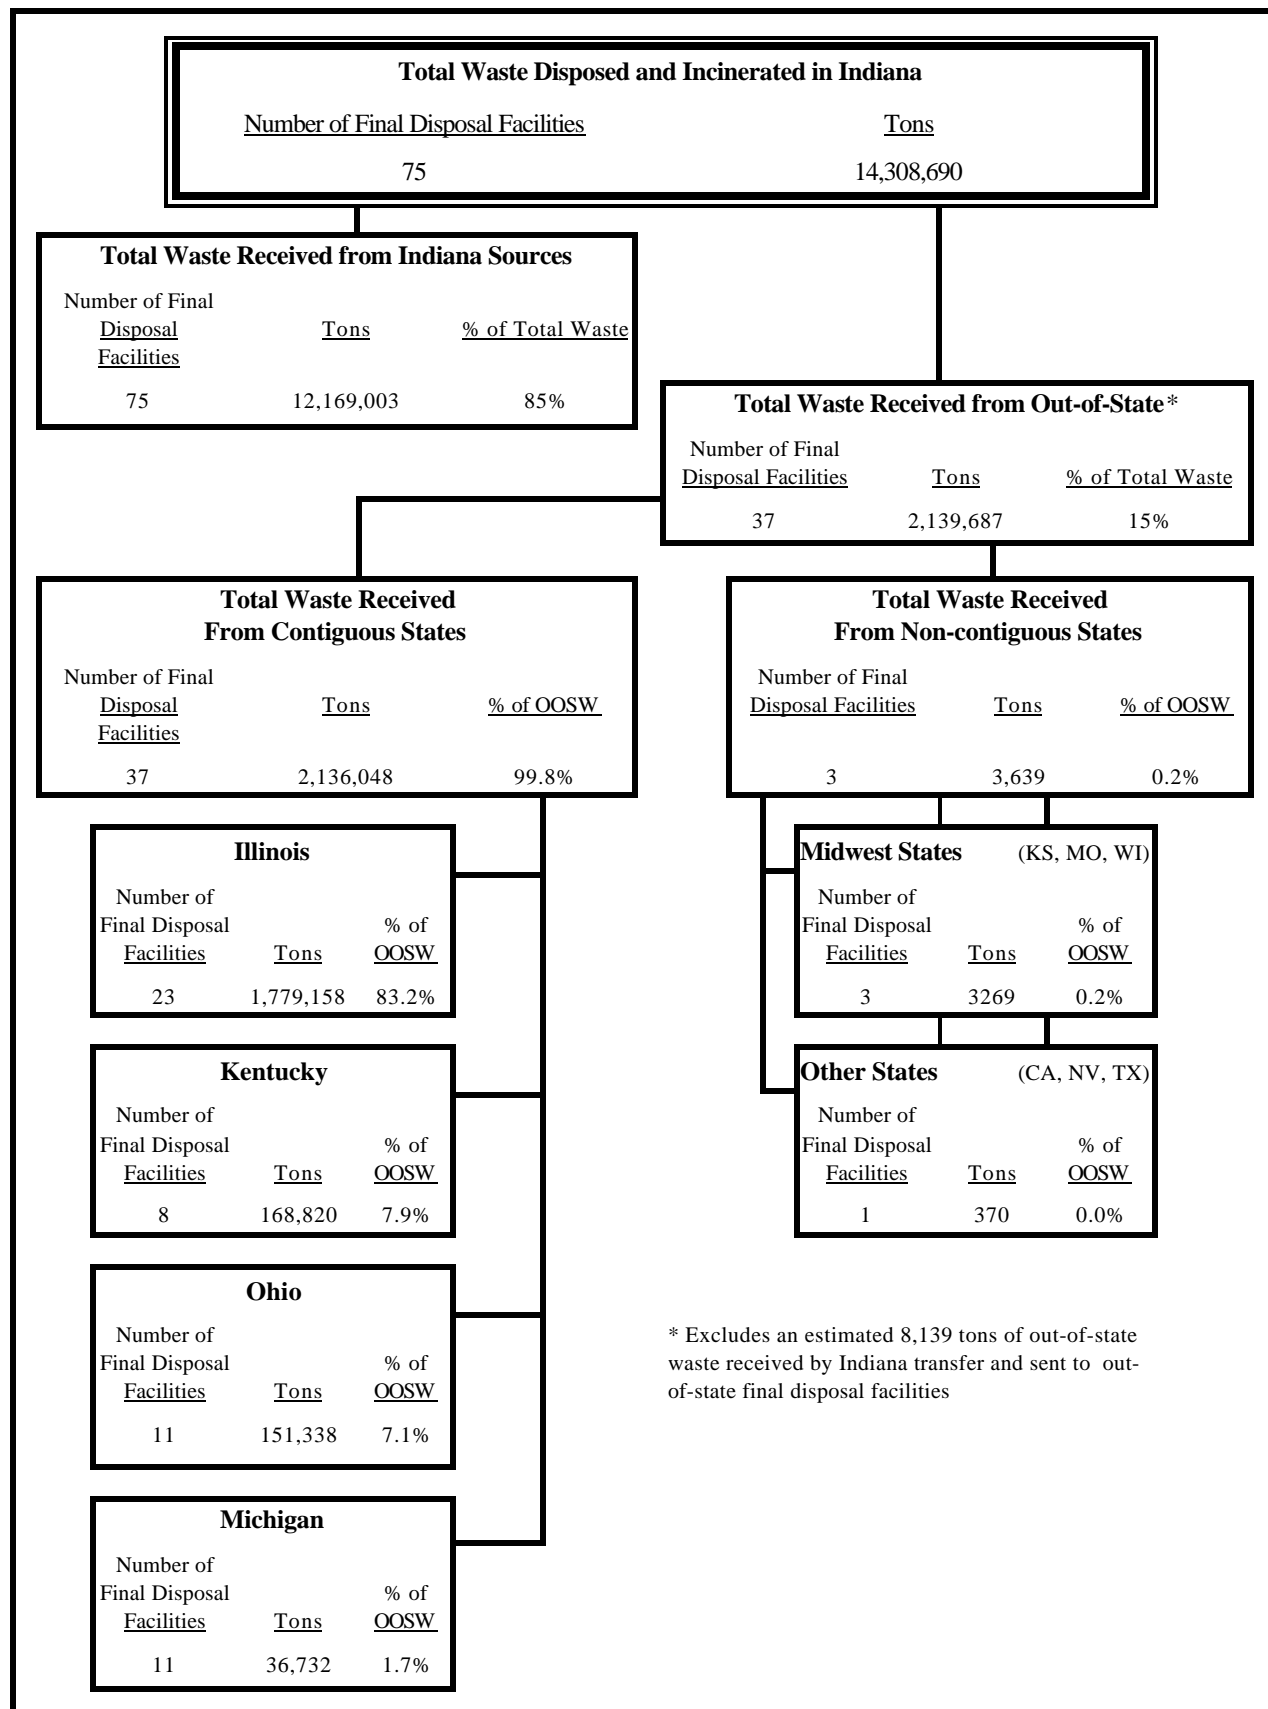 Total Waste Disposed and Incinerated in Indiana
Number of Final Disposal Facilities Tons
75 14,308,690
Total Waste Received from Indiana Sources
Number of Final
Disposal Tons % of Total Waste
Facilities
75 12,169,003 85%
Total Waste Received from Out-of-State*
Number of Final
Disposal Facilities Tons % of Total Waste
37 2,139,687 15%
Total Waste Received
From Contiguous States
Number of Final
Disposal Tons % of OOSW
Facilities
37 2,136,048 99.8%
Total Waste Received
From Non-contiguous States
Number of Final
Disposal Facilities Tons % of OOSW
3 3,639 0.2%
Illinois
Number of
Final Disposal % of
Facilities Tons OOSW
23 1,779,158 83.2%
Midwest States (KS, MO, WI)
Number of
Final Disposal % of
Facilities Tons OOSW
3 3269 0.2%
Kentucky
Number of
Final Disposal % of
Facilities Tons OOSW
8 168,820 7.9%
Other States (CA, NV, TX)
Number of
Final Disposal % of
Facilities Tons OOSW
1 370 0.0%
Ohio
Number of
Final Disposal % of
Facilities Tons OOSW
11 151,338 7.1%
* Excludes an estimated 8,139 tons of out-of-state
waste received by Indiana transfer and sent to out-
of-state final disposal facilities
Michigan
Number of
Final Disposal % of
Facilities Tons OOSW
11 36,732 1.7%